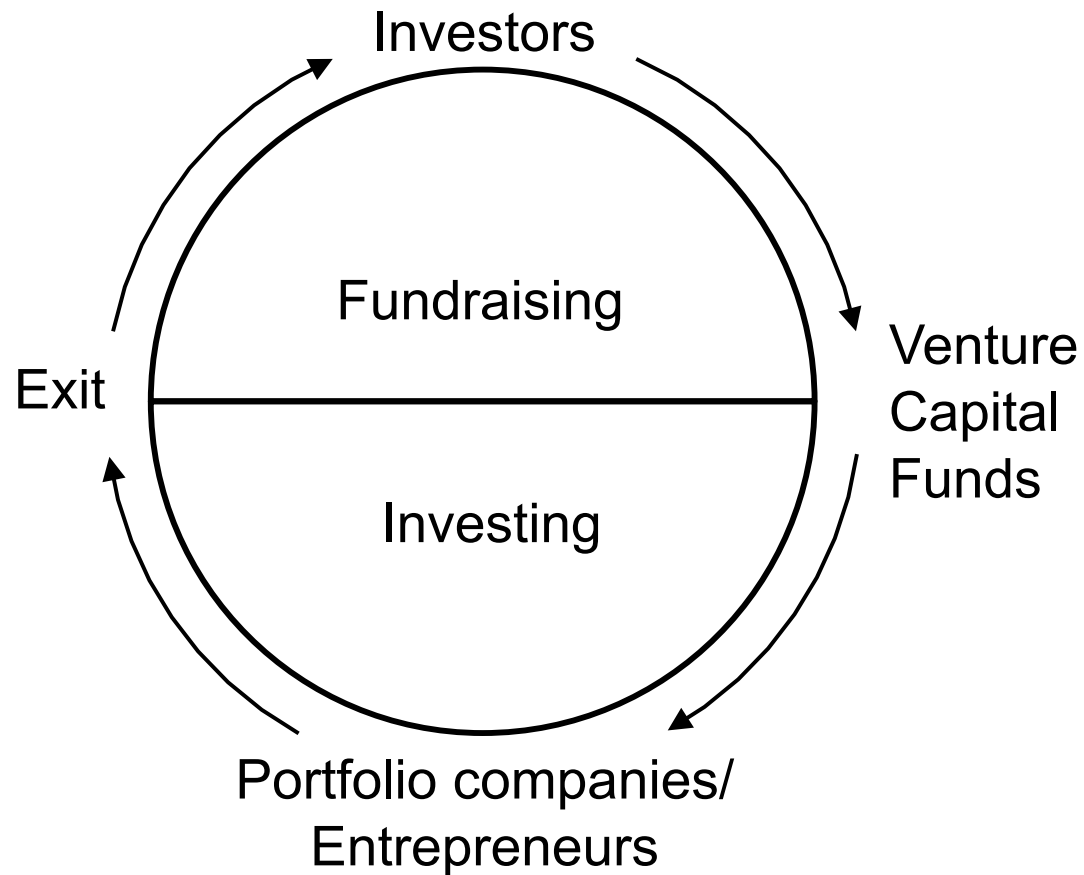 Investors
Fundraising
Exit
Venture
Capital
Funds
Investing
Portfolio companies/
Entrepreneurs